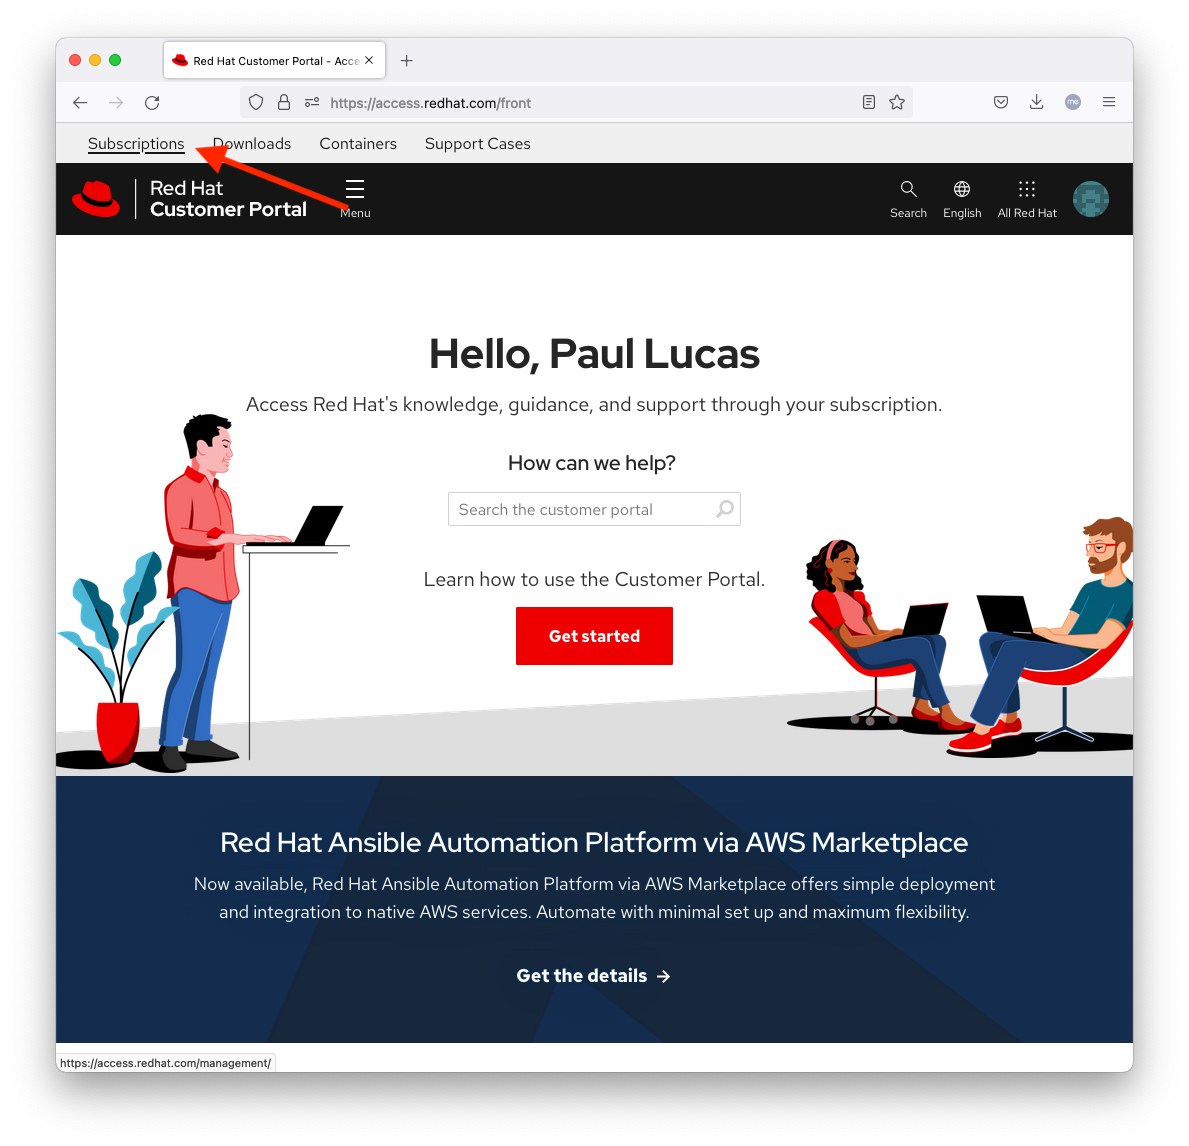 Red Hat Customer Portal - Acce
https://access.redhat.com/front
me
Subscriptions Downloads Containers Support Cases
Red Hat
Customer Portal
Menu
Search English All Red Hat
Hello, Paul Lucas
Access Red Hat's knowledge, guidance, and support through your subscription.
How can we help?
Search the customer portal
Learn how to use the Customer Portal.
Get started
Red Hat Ansible Automation Platform via AWS Marketplace
Now available, Red Hat Ansible Automation Platform via AWS Marketplace offers simple deployment
and integration to native AWS services. Automate with minimal set up and maximum flexibility.
Get the details →
https://access.redhat.com/management/